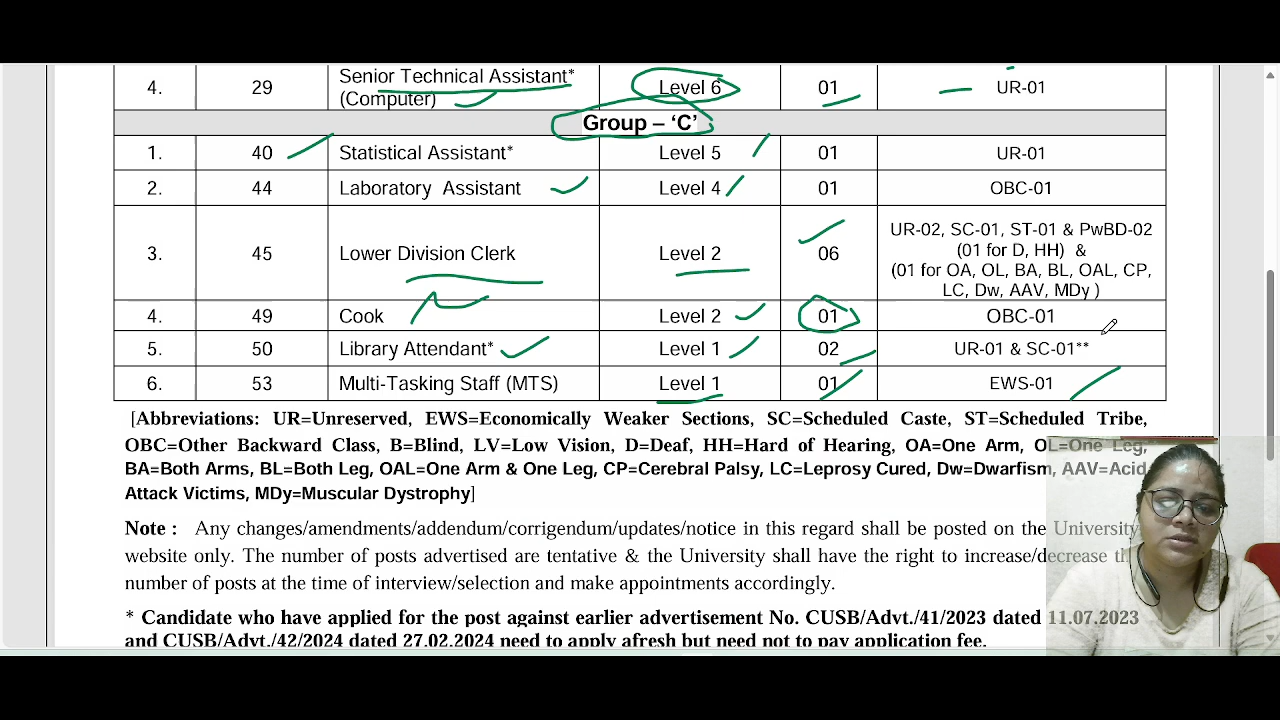 4. 29 Senior Technical Assistant* (Computer) Level 6 01 UR-01
Group – 'C'
1. 40 Statistical Assistant* Level 5 01 UR-01
2. 44 Laboratory Assistant Level 4 01 OBC-01
3. 45 Lower Division Clerk Level 2 06 UR-02, SC-01, ST-01 & PwBD-02
(01 for D, HH) &
(01 for OA, OL, BA, BL, OAL, CP,
LC, Dw, AAV, MDy )
4. 49 Cook Level 2 01 OBC-01
5. 50 Library Attendant* Level 1 02 UR-01 & SC-01**
6. 53 Multi-Tasking Staff (MTS) Level 1 01 EWS-01
[Abbreviations: UR=Unreserved, EWS=Economically Weaker Sections, SC=Scheduled Caste, ST=Scheduled Tribe,
OBC=Other Backward Class, B=Blind, LV=Low Vision, D=Deaf, HH=Hard of Hearing, OA=One Arm, OL=One Leg,
BA=Both Arms, BL=Both Leg, OAL=One Arm & One Leg, CP=Cerebral Palsy, LC=Leprosy Cured, Dw=Dwarfism, AAV=Acid
Attack Victims, MDy=Muscular Dystrophy]
Note : Any changes/amendments/addendum/corrigendum/updates/notice in this regard shall be posted on the University
website only. The number of posts advertised are tentative & the University shall have the right to increase/decrease
number of posts at the time of interview/selection and make appointments accordingly.
* Candidate who have applied for the post against earlier advertisement No. CUSB/Advt./41/2023 dated 11.07.2023
and CUSB/Advt./42/2024 dated 27.02.2024 need to apply afresh but need not to pay application fee.